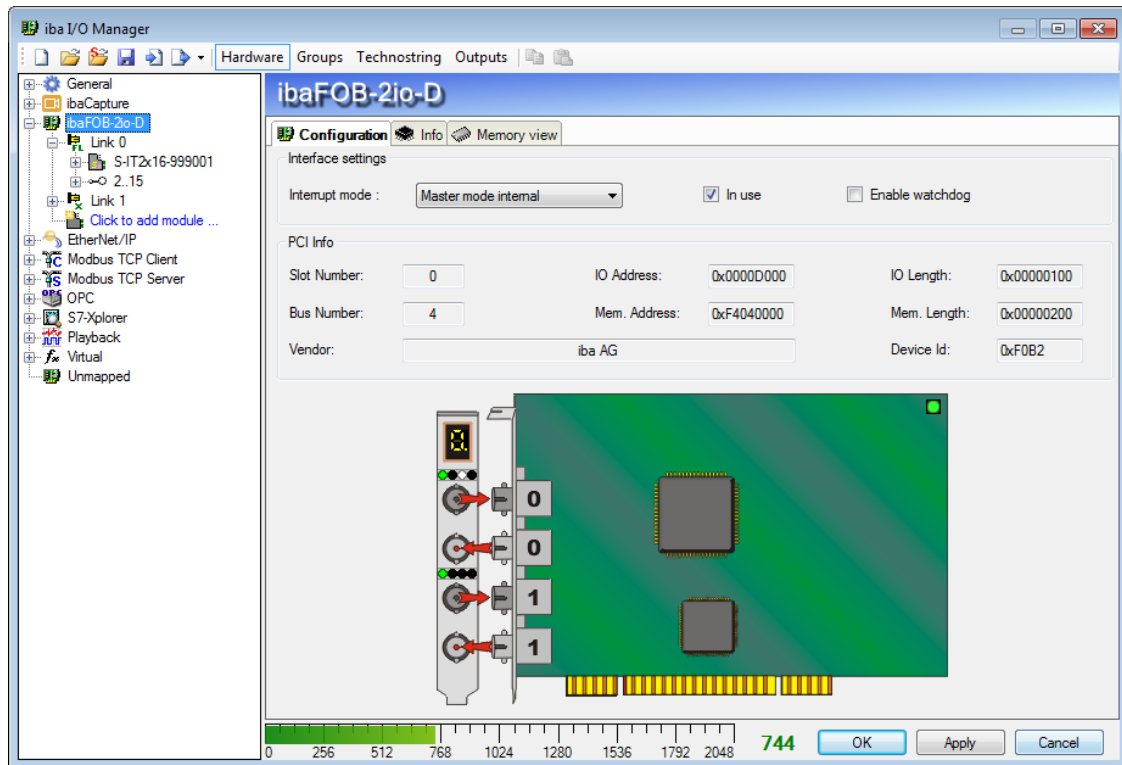 iba I/O Manager
Hardware Groups Technostring Outputs
General
ibaCapture
ibaFOB-2io-D
Link 0
S-IT2x16-999001
2..15
Link 1
Click to add module ...
EtherNet/IP
Modbus TCP Client
Modbus TCP Server
OPC
S7-Xplorer
Playback
Virtual
Unmapped
ibaFOB-2io-D
Configuration Info Memory view
Interface settings
Interrupt mode : Master mode internal In use Enable watchdog
PCI Info
Slot Number: 0 IO Address: 0x0000D000 IO Length: 0x00000100
Bus Number: 4 Mem. Address: 0xF4040000 Mem. Length: 0x00000200
Vendor: iba AG Device Id: 0xF0B2
0
0
1
1
0 256 512 768 1024 1280 1536 1792 2048 744 OK Apply Cancel